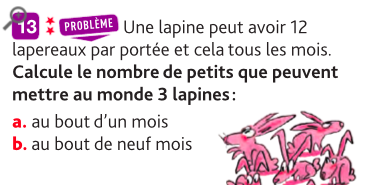 13 PROBLÈME Une lapine peut avoir 12
lapereaux par portée et cela tous les mois.
Calcule le nombre de petits que peuvent
mettre au monde 3 lapines :
a. au bout d'un mois
b. au bout de neuf mois